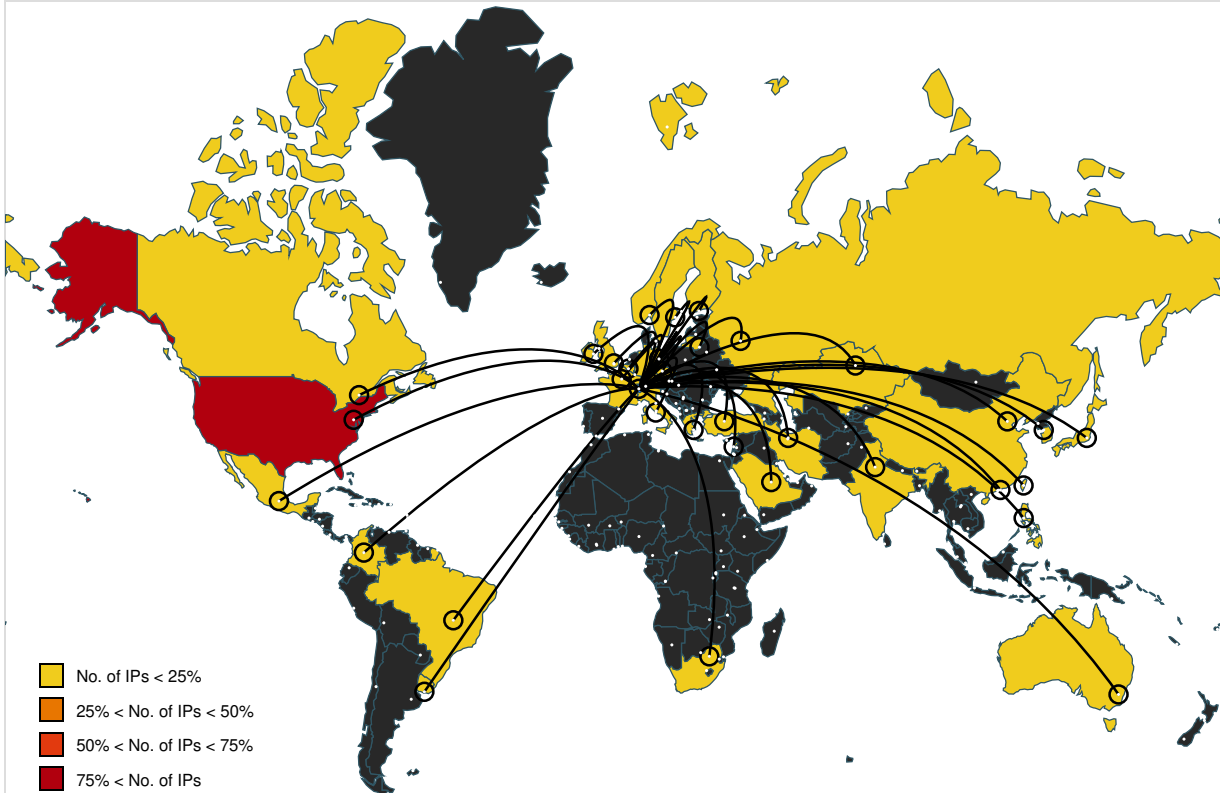 No. of IPs < 25%
25% < No. of IPs < 50%
50% < No. of IPs < 75%
75% < No. of IPs